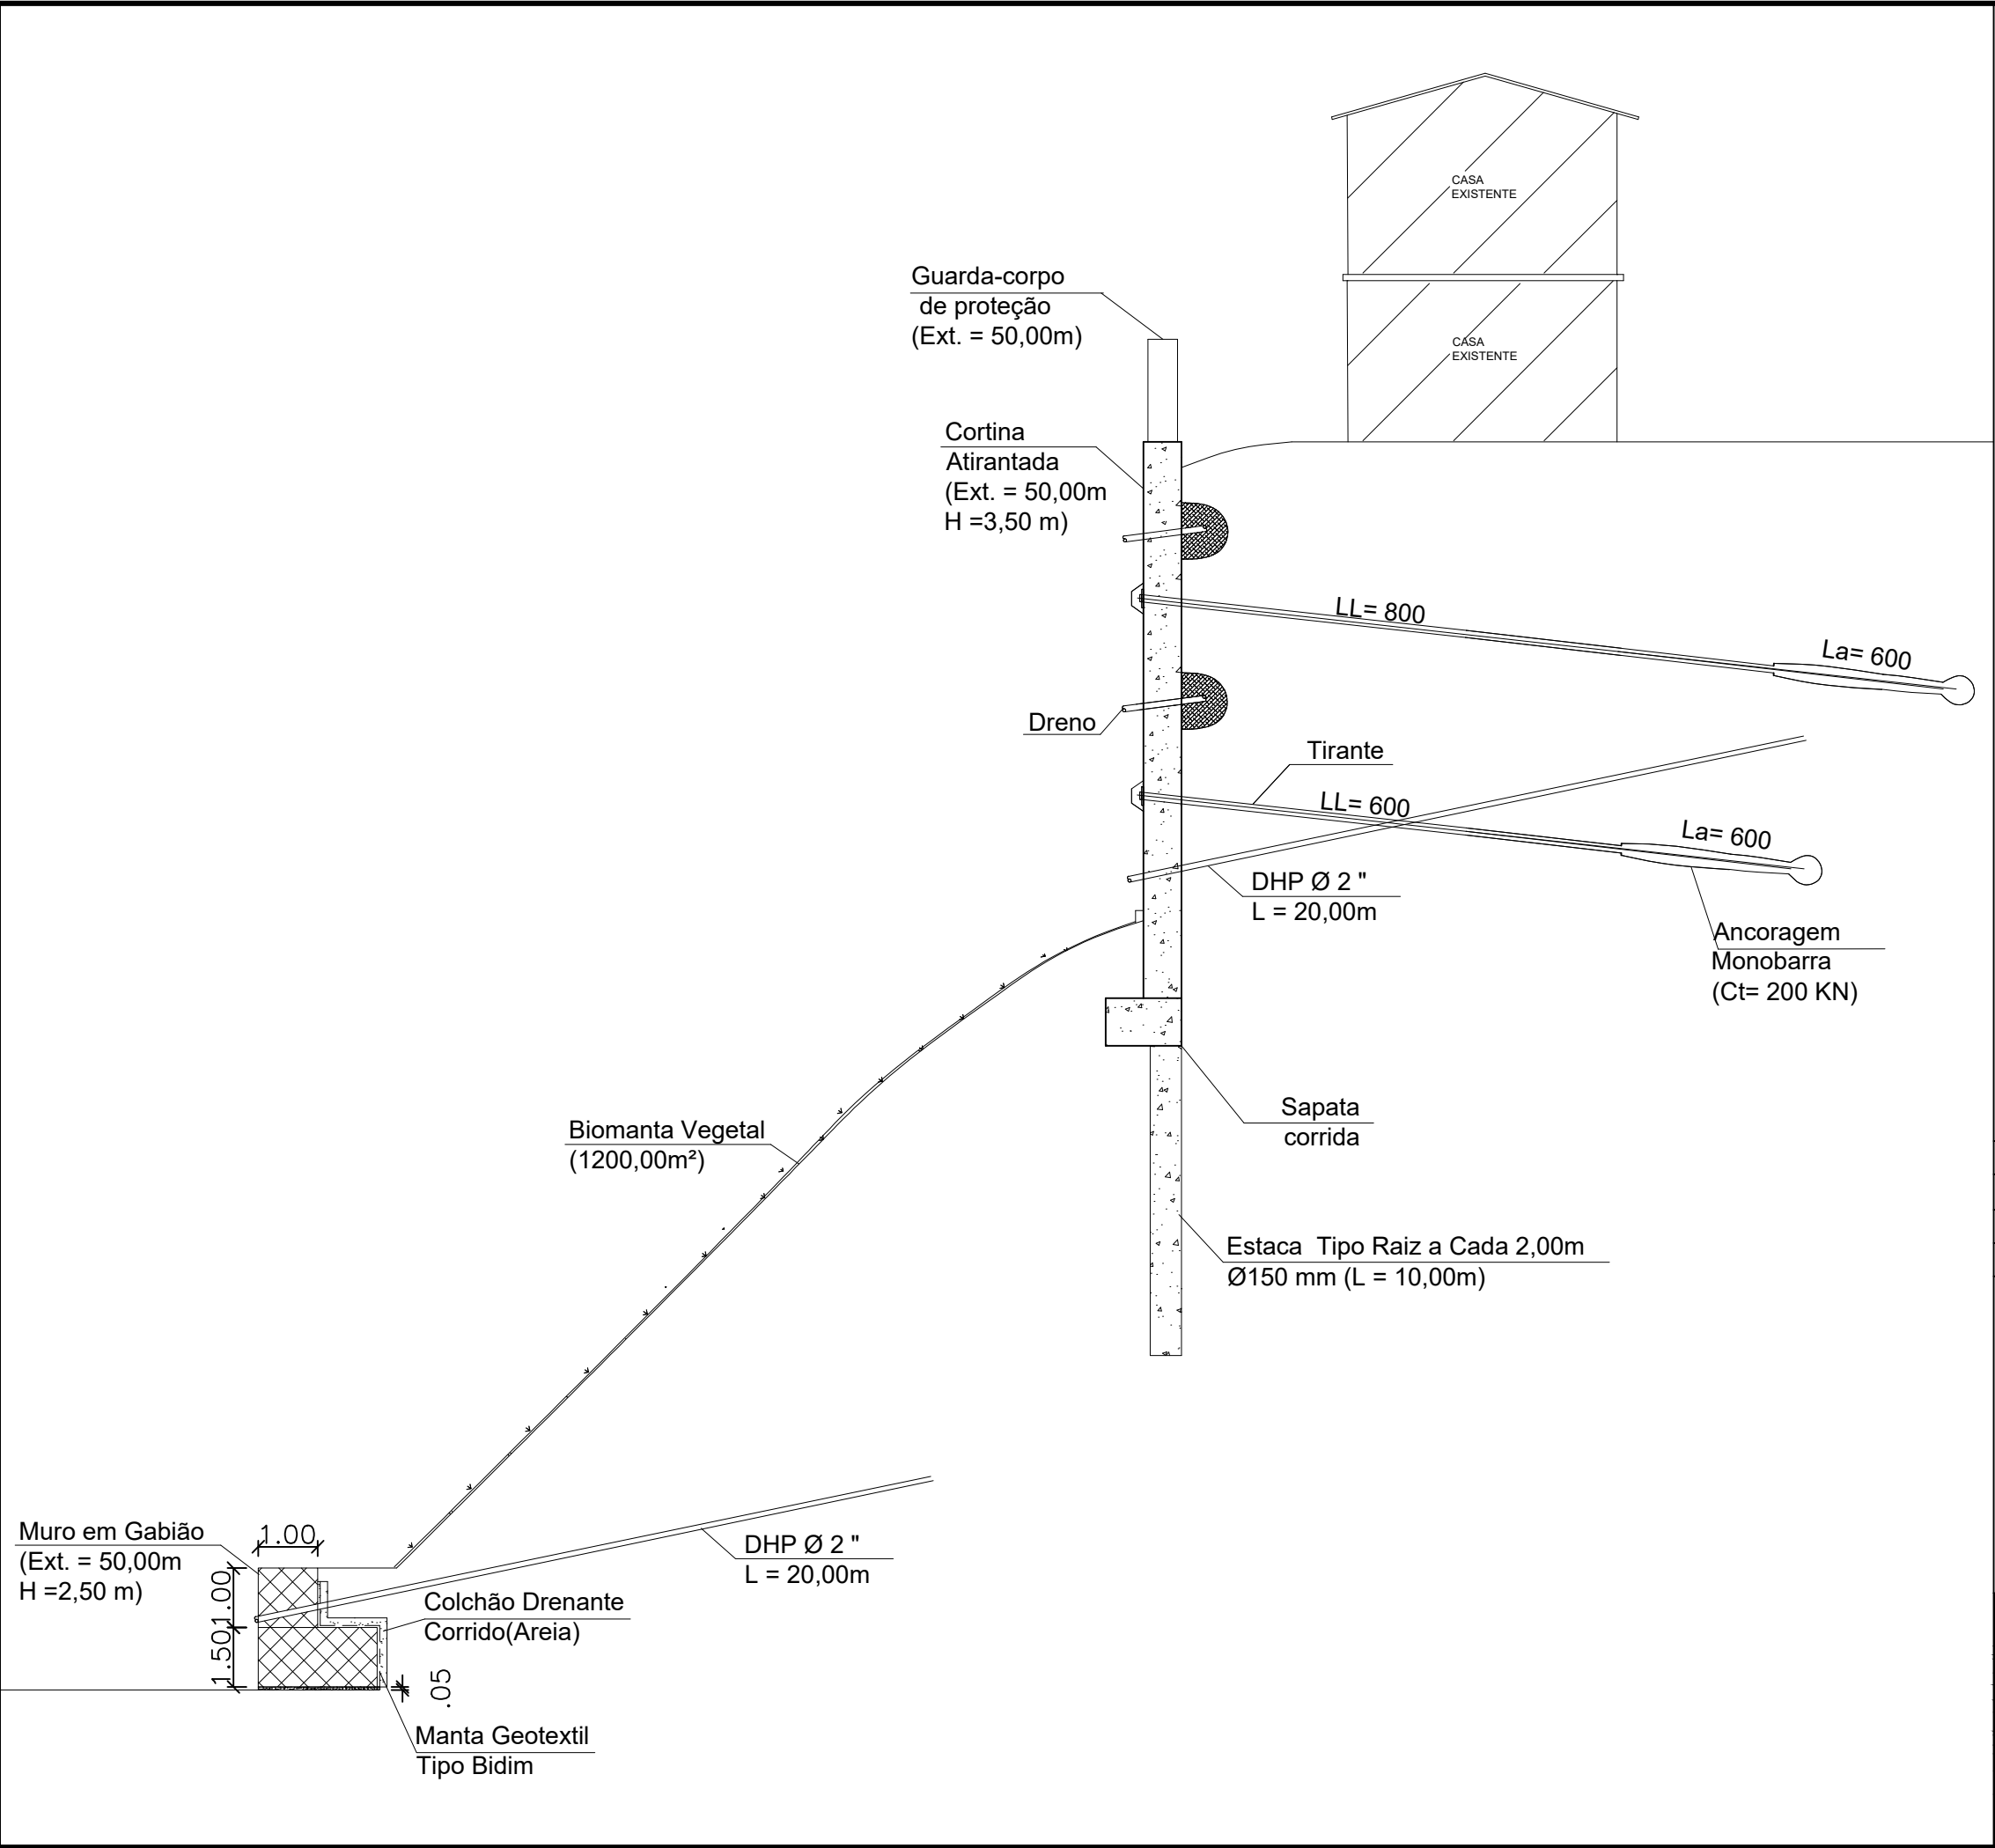 CASA
EXISTENTE
Guarda-corpo
de proteção
(Ext. = 50,00m)
CASA
EXISTENTE
Cortina
Atirantada
(Ext. = 50,00m
H =3,50 m)
LL= 800
La= 600
Dreno
Tirante
LL= 600
La= 600
DHP Ø 2 "
L = 20,00m
Ancoragem
Monobarra
(Ct= 200 KN)
Sapata
corrida
Biomanta Vegetal
(1200,00m²)
Estaca Tipo Raiz a Cada 2,00m
Ø150 mm (L = 10,00m)
Muro em Gabião
(Ext. = 50,00m
H =2,50 m)
1.00
1.00
1.50
DHP Ø 2 "
L = 20,00m
Colchão Drenante
Corrido(Areia)
.05
Manta Geotextil
Tipo Bidim